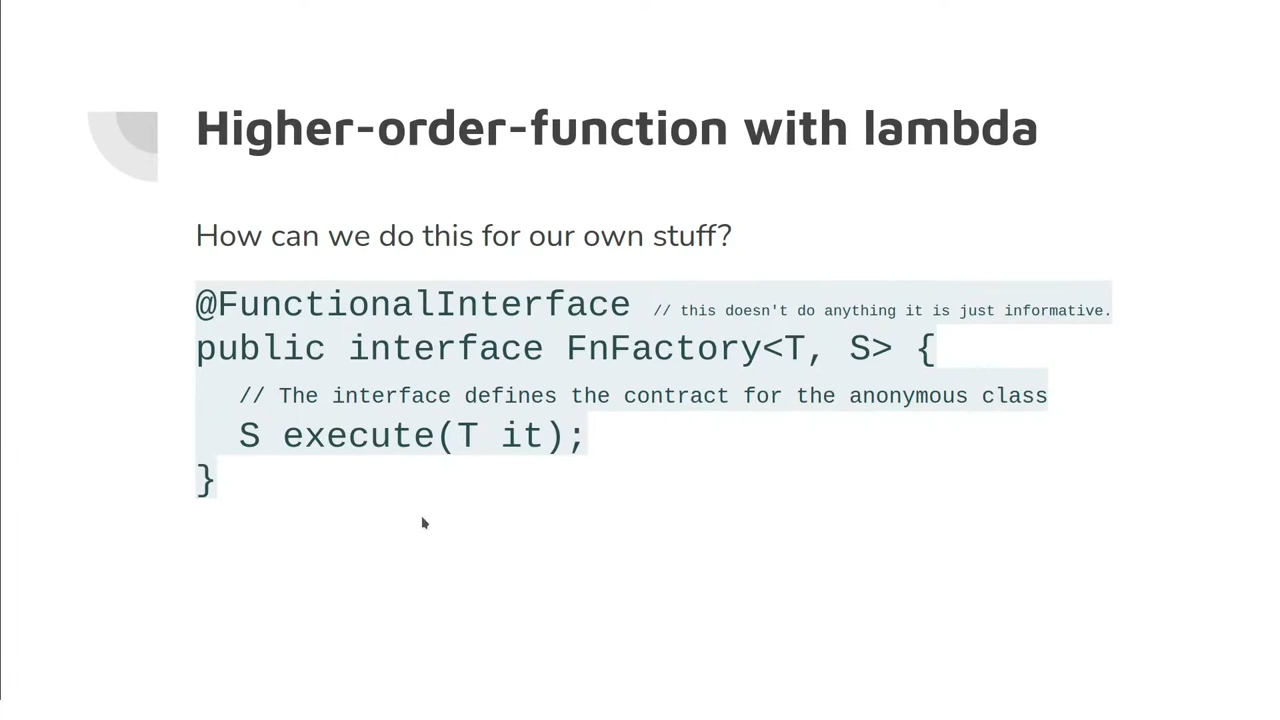 Higher-order-function with lambda
How can we do this for our own stuff?
@FunctionalInterface // this doesn't do anything it is just informative.
public interface FnFactory<T, S> {
// The interface defines the contract for the anonymous class
S execute(T it);
}